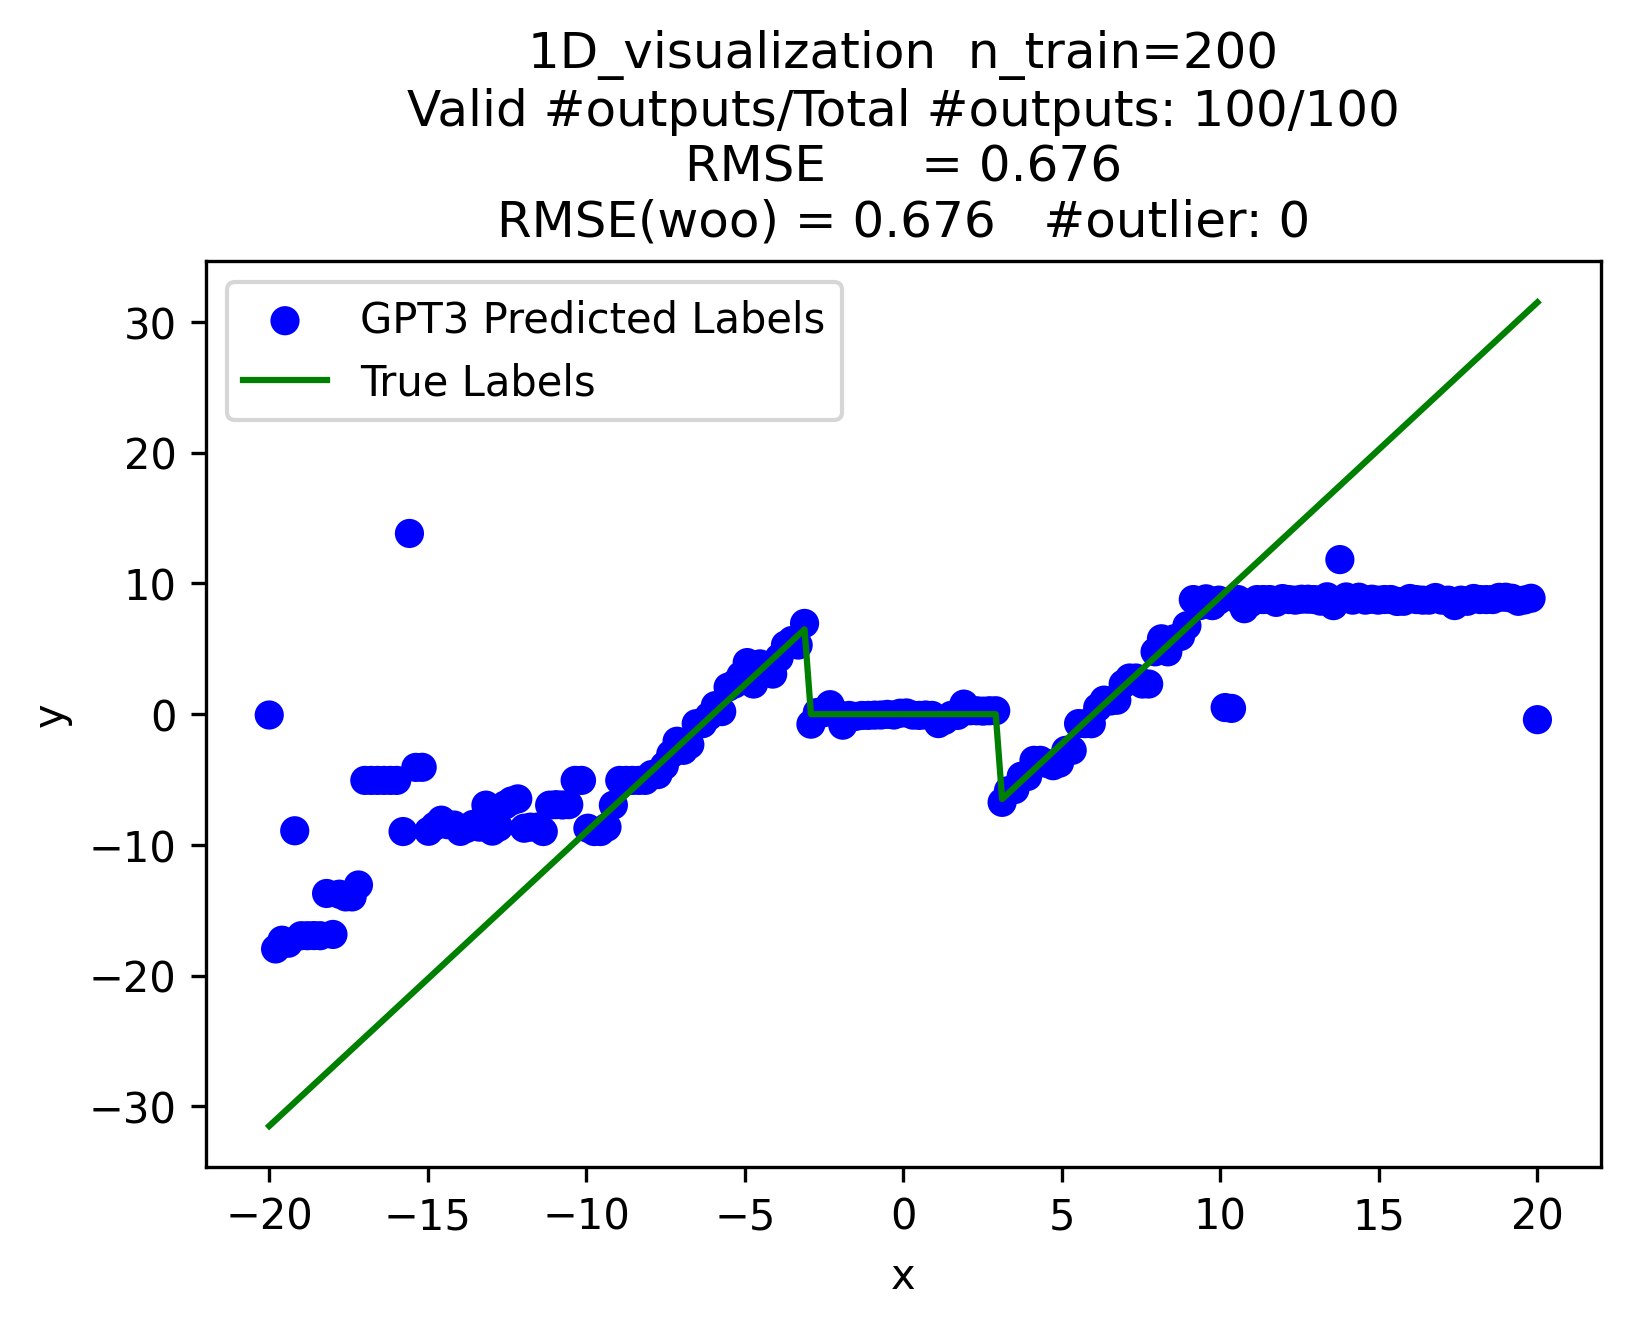 1D_visualization  n_train=200
Valid #outputs/Total #outputs: 100/100
RMSE      = 0.676
RMSE(woo) = 0.676   #outlier: 0
GPT3 Predicted Labels
True Labels
y
30
20
10
0
−10
−20
−30
−20 −15 −10 −5 0 5 10 15 20
x